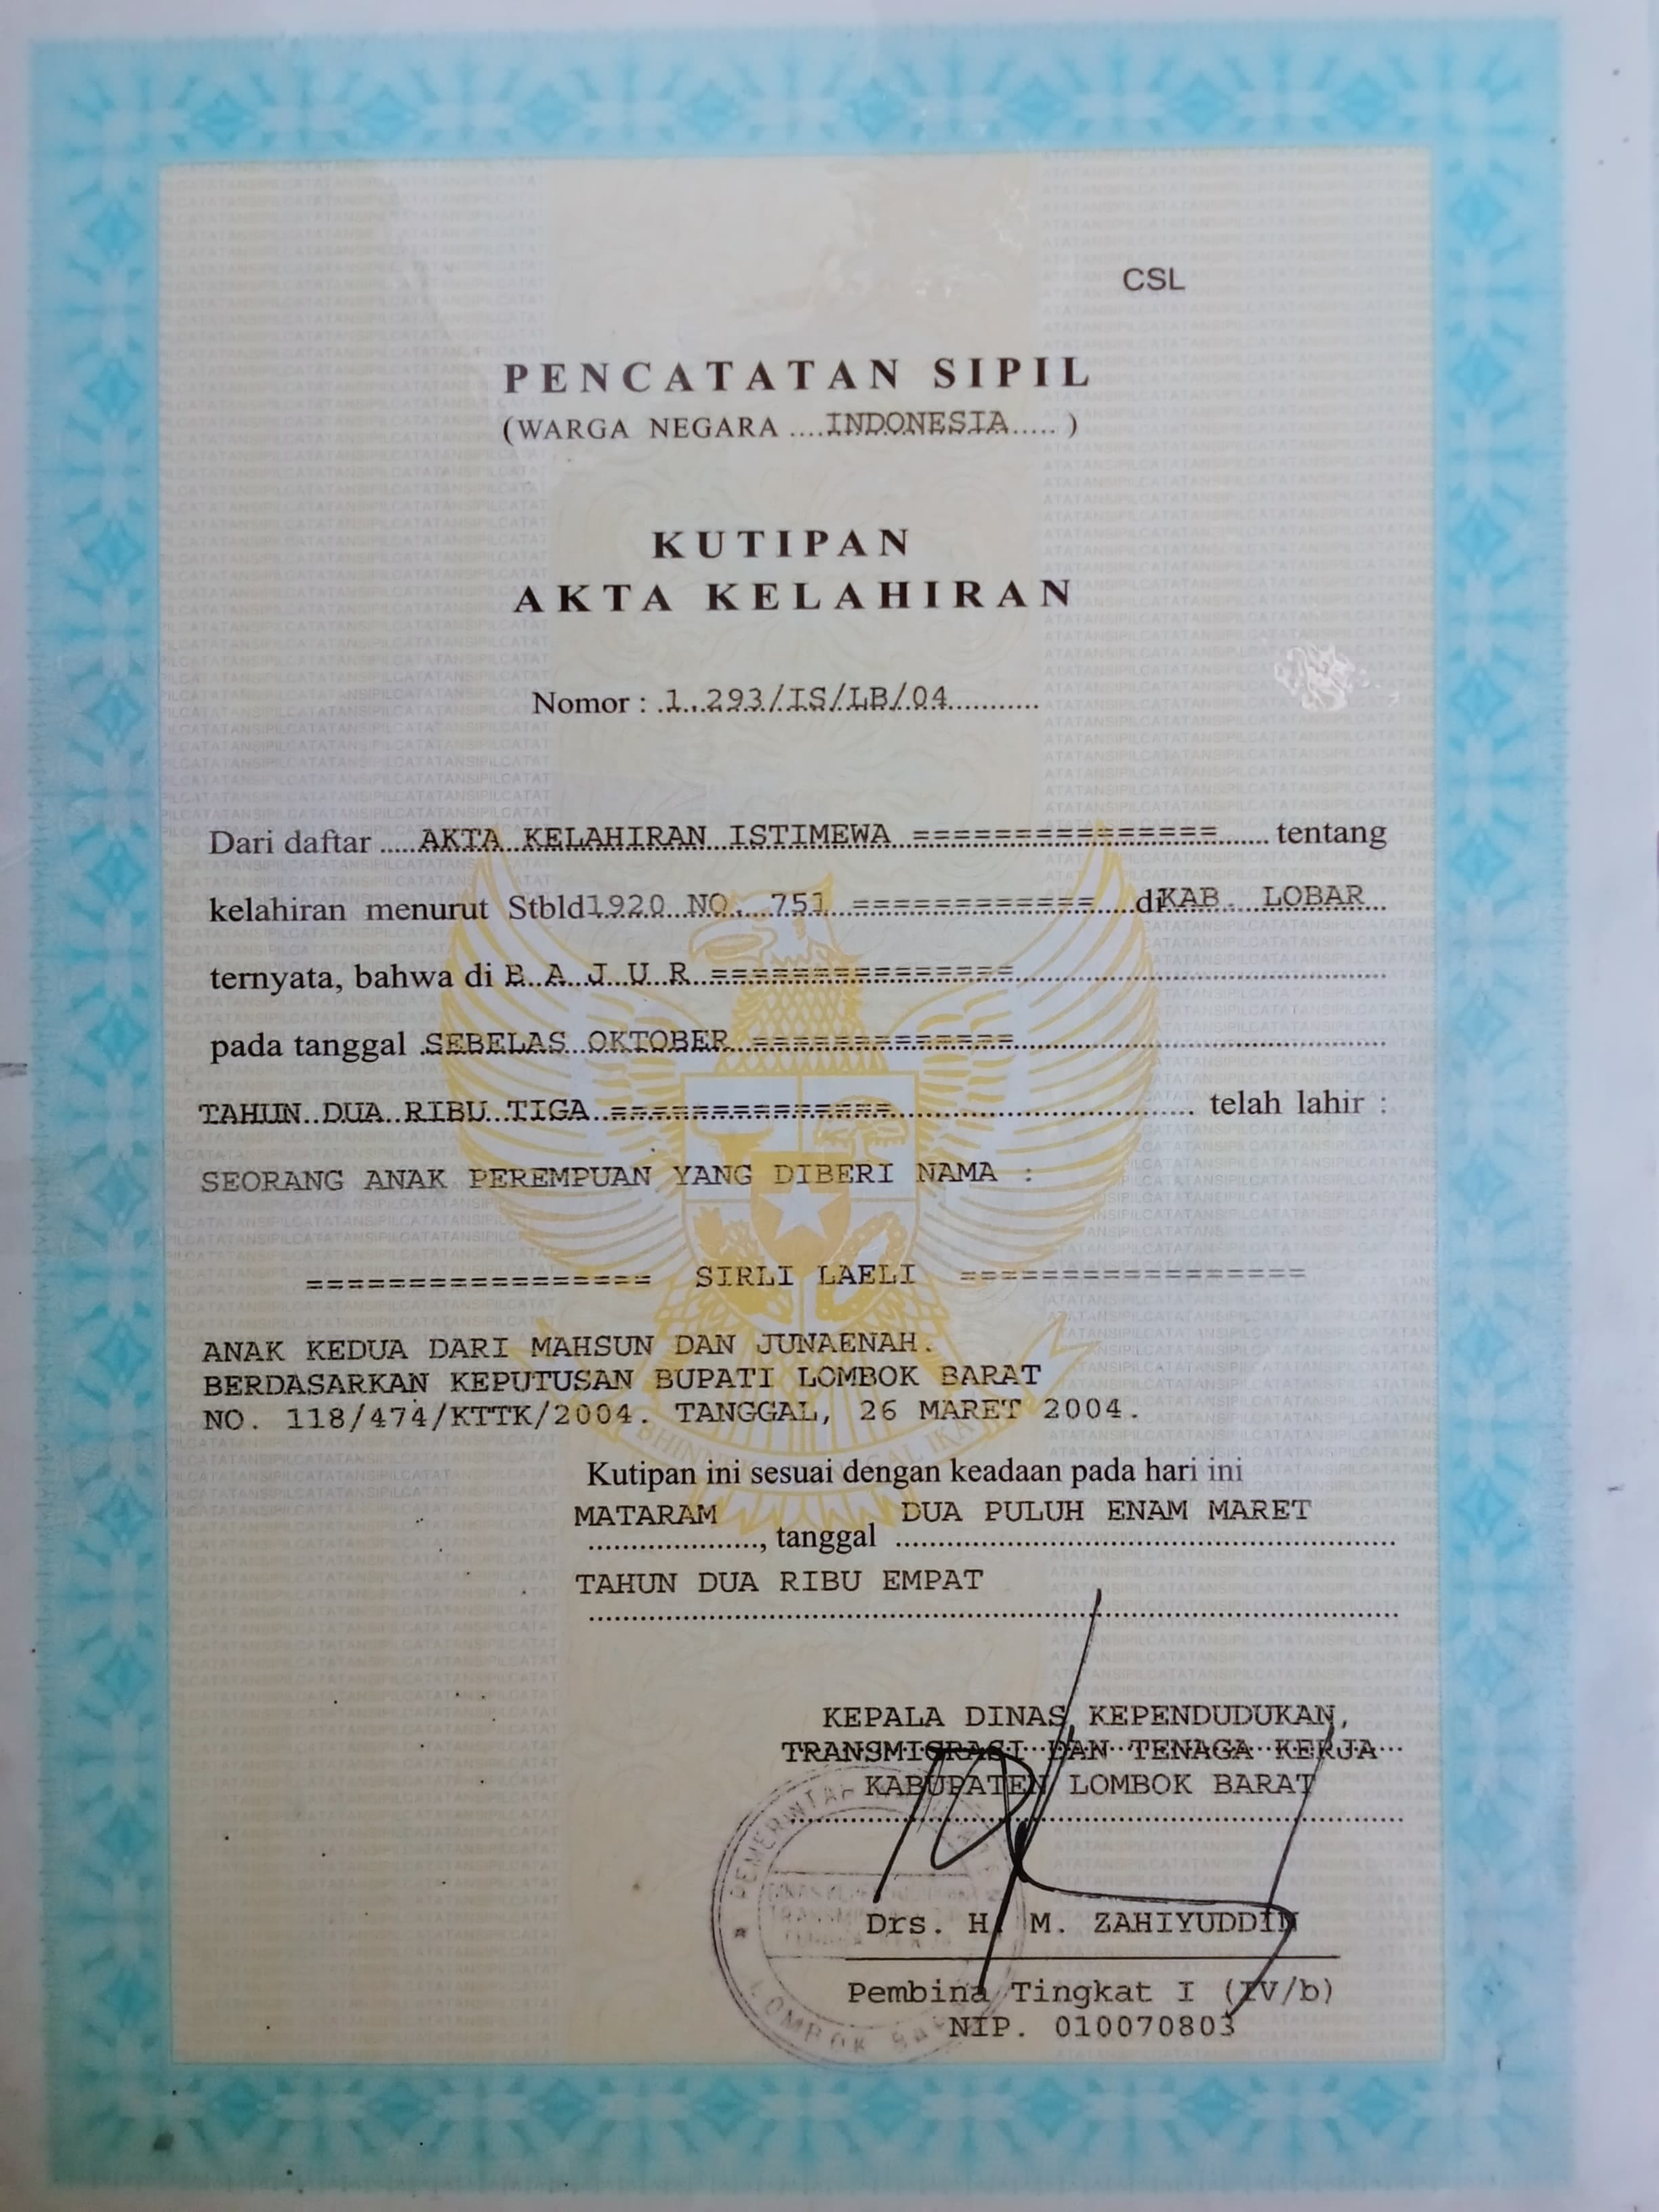 CSL
PENCATATAN SIPIL
(WARGA NEGARA ....INDONESIA..... )
KUTIPAN
AKTA KELAHIRAN
Nomor : .1..293/IS/LB/04...........
Dari daftar .....AKTA KELAHIRAN ISTIMEWA ===============...... tentang
kelahiran menurut Stbld1920 NO. 751 ============.....di KAB. LOBAR
ternyata, bahwa di B A J U R ===============
pada tanggal SEBELAS OKTOBER =============
TAHUN DUA RIBU TIGA ============== telah lahir :
SEORANG ANAK PEREMPUAN YANG DIBERI NAMA :
================= SIRLI LAELI =================
ANAK KEDUA DARI MAHSUN DAN JUNAENAH.
BERDASARKAN KEPUTUSAN BUPATI LOMBOK BARAT
NO. 118/474/KTTK/2004. TANGGAL, 26 MARET 2004.
Kutipan ini sesuai dengan keadaan pada hari ini
MATARAM, tanggal DUA PULUH ENAM MARET
TAHUN DUA RIBU EMPAT
KEPALA DINAS KEPENDUDUKAN,
TRANSMIGRASI DAN TENAGA KERJA
KABUPATEN LOMBOK BARAT
Drs. H. M. ZAHIYUDDIN
Pembina Tingkat I (IV/b)
NIP. 010070803